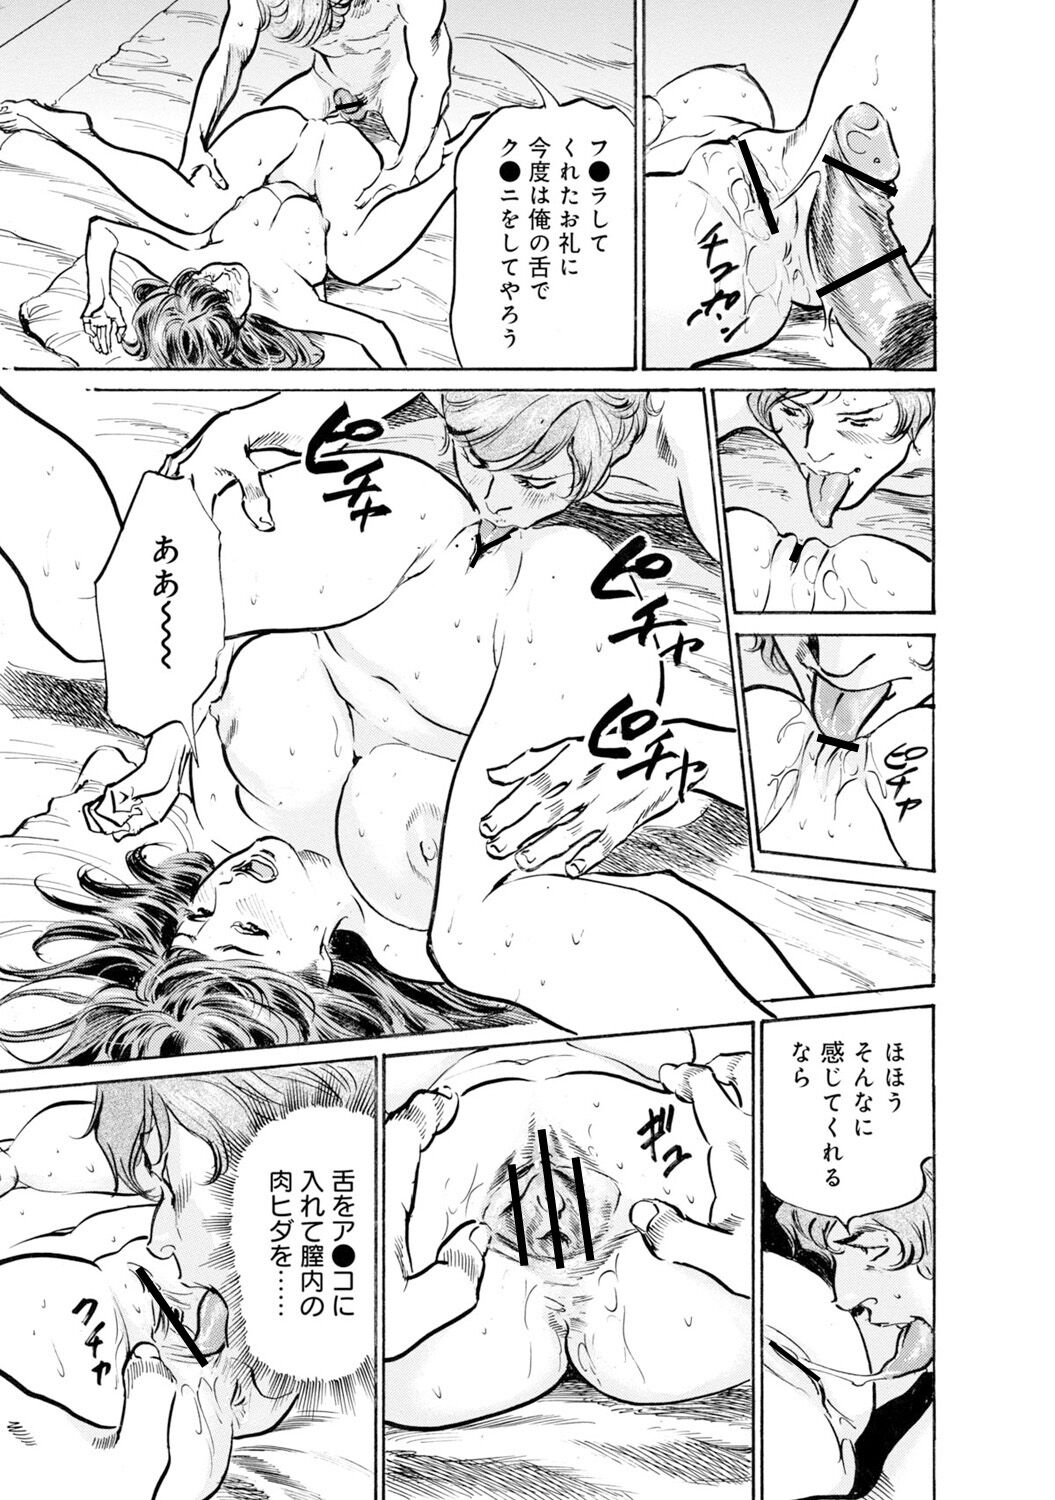 チュポン
フ●ラして
くれたお礼に
今度は俺の舌で
ク●ニをしてやろう
ピチャ
ピチャ
ピチャ
ああ〜〜〜
ピチャ
ほほう
そんなに
感じてくれる
なら
ギュ
舌をア●コに
入れて膣内の
肉ヒダを……
クチャ